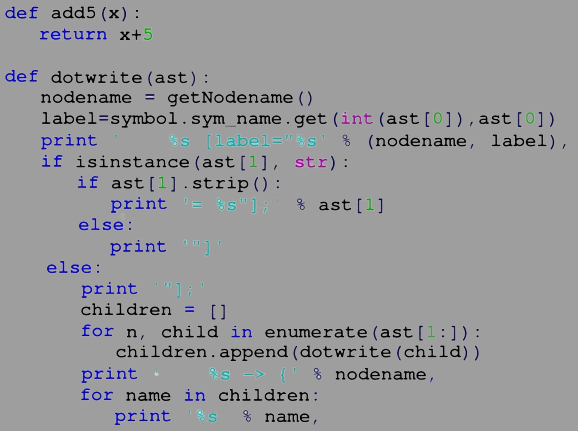 def add5(x):
    return x+5

def dotwrite(ast):
    nodename = getNodename()
    label=symbol.sym_name.get(int(ast[0]),ast[0])
    print '    %s [label="%s' % (nodename, label),
    if isinstance(ast[1], str):
        if ast[1].strip():
            print '= %s"];  % ast[1]
        else:
            print '"]'
    else:
        print '"];'
        children = []
        for n, child in enumerate(ast[1:]):
            children.append(dotwrite(child))
        print     %s -> {' % nodename,
        for name in children:
            print '%s  % name,